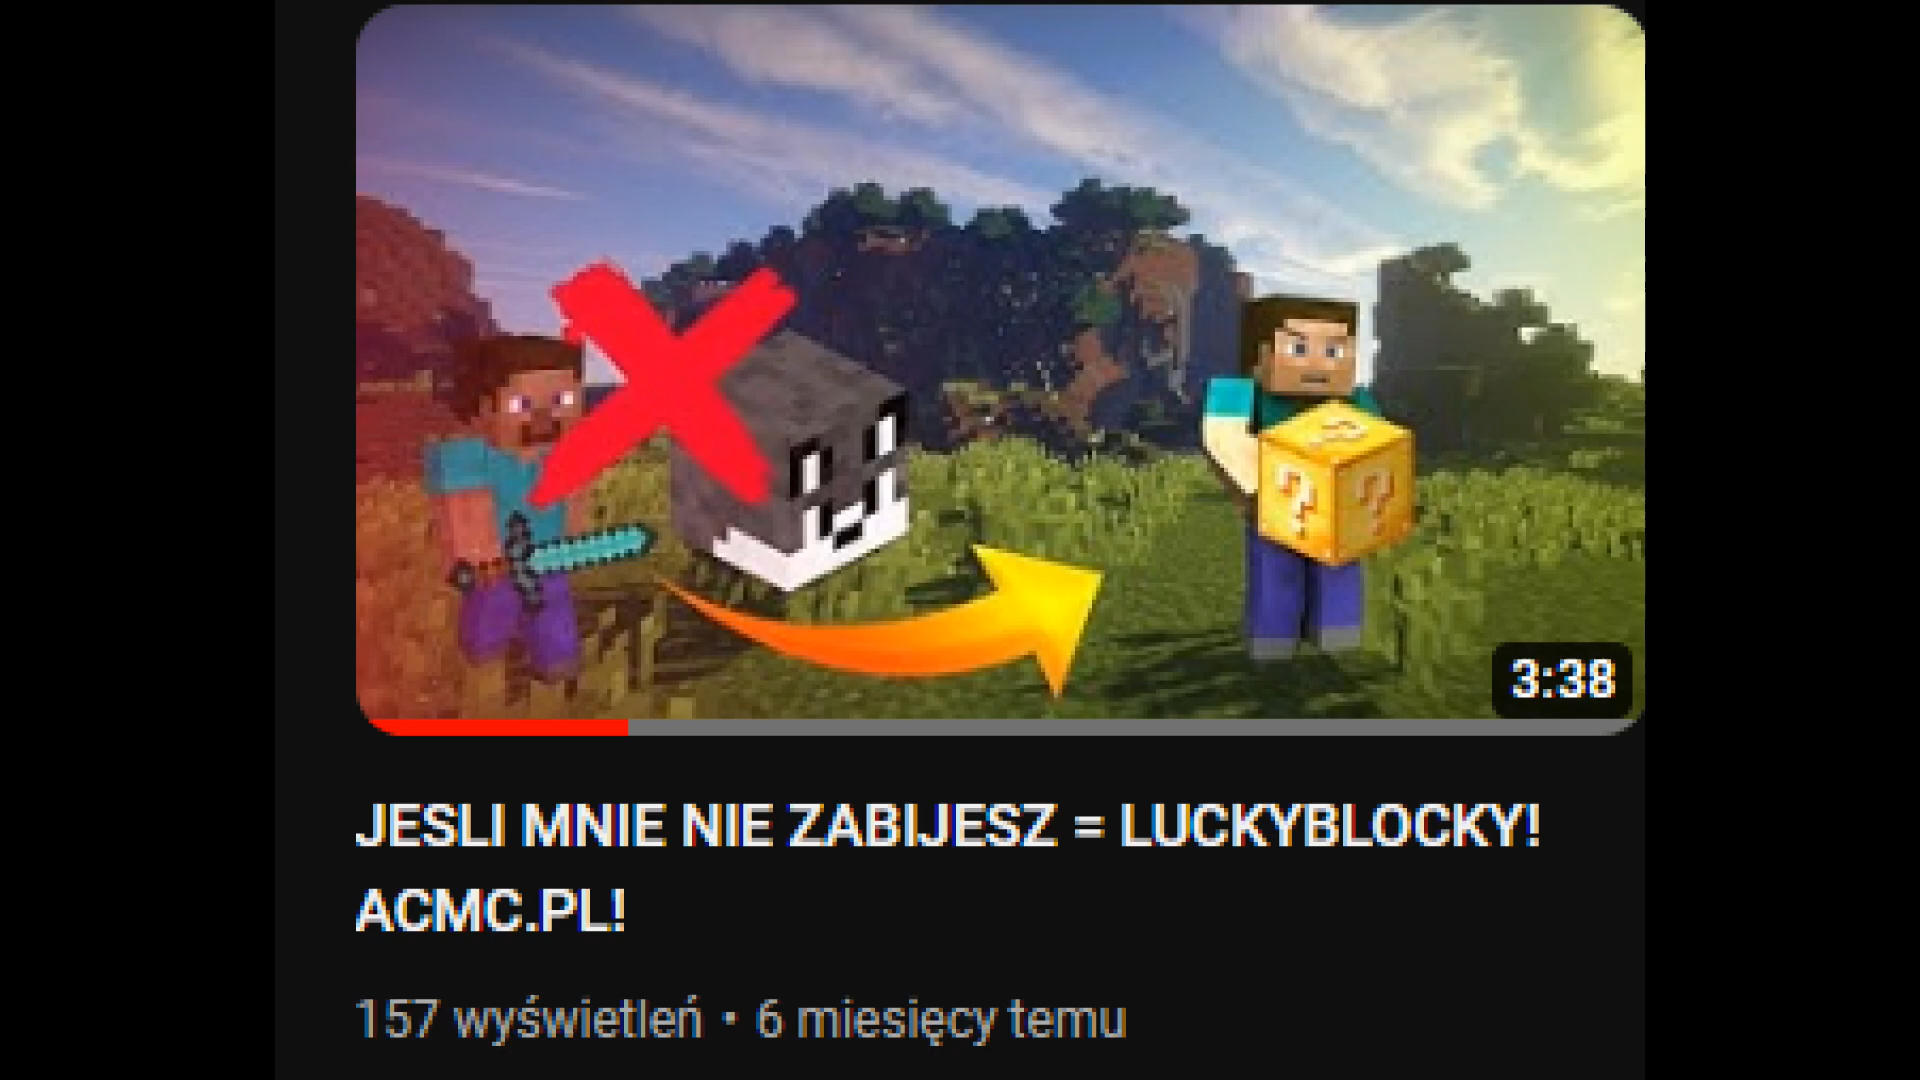 ? ?
3:38
JESLI MNIE NIE ZABIJESZ = LUCKYBLOCKY!
ACMC.PL!
157 wyświetleń • 6 miesięcy temu